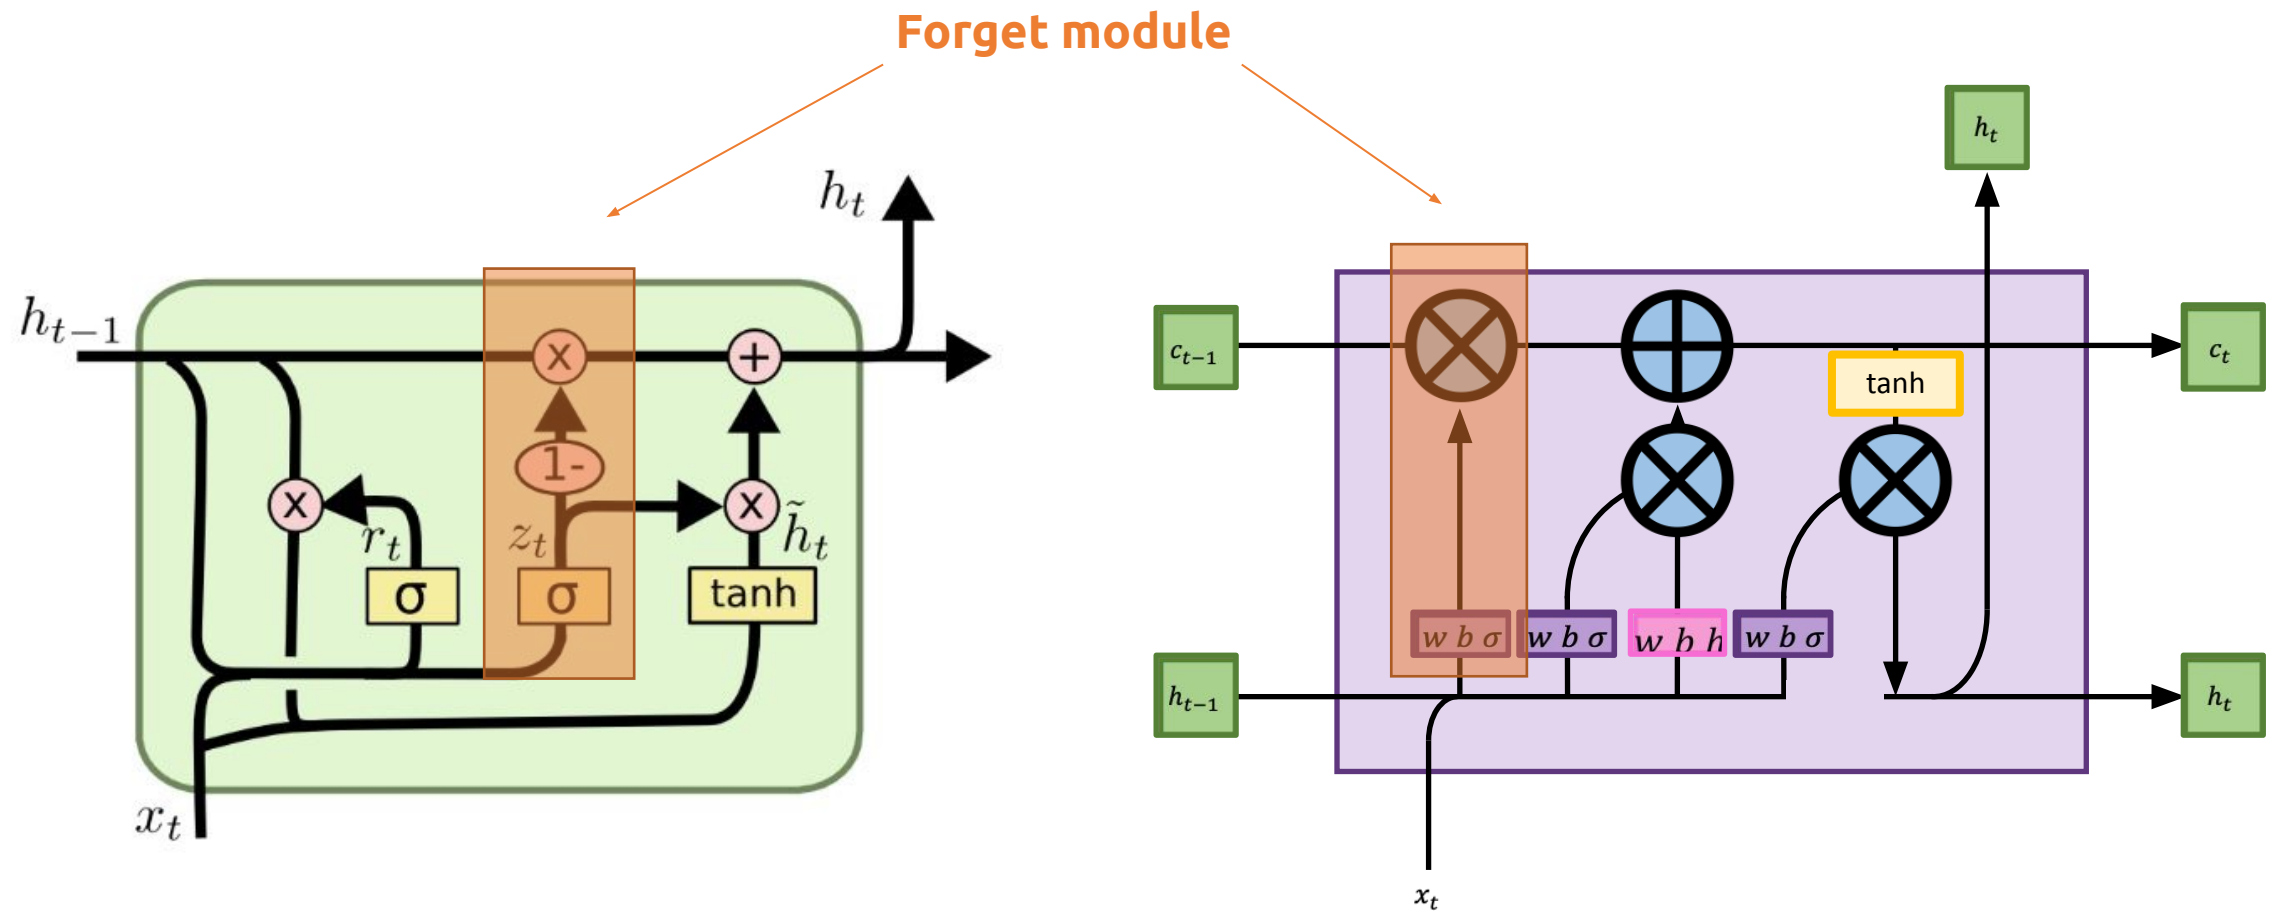 Forget module
h_t
h_t
h_{t-1}
x
+
c_{t-1}
c_t
tanh
1-
x
r_t
z_t
x
h̃_t
σ
σ
tanh
w b σ
w b σ
w b h
w b σ
h_{t-1}
h_t
x_t
x_t